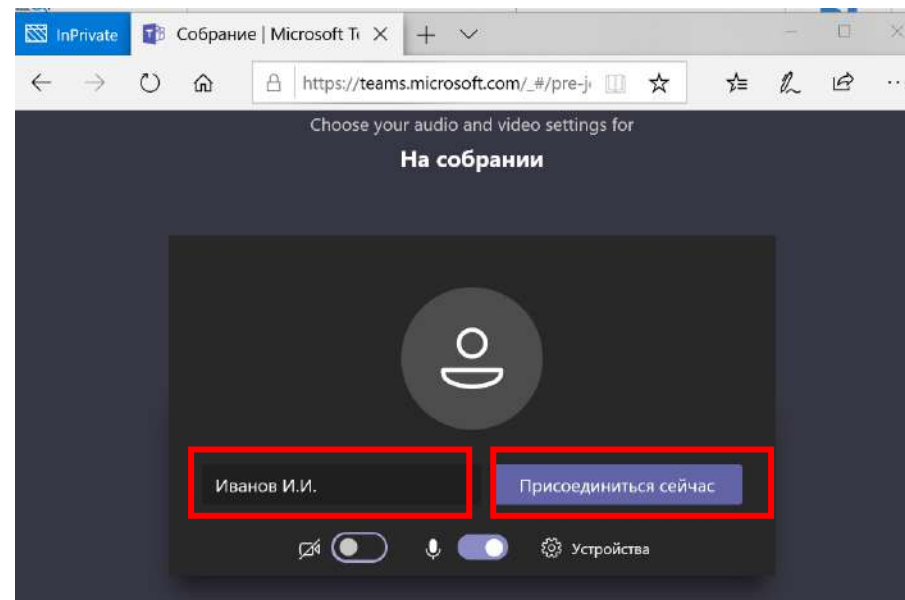 InPrivate
Собрание | Microsoft Te
https://teams.microsoft.com/_#/pre-j
Choose your audio and video settings for
На собрании
Иванов И.И.
Присоединиться сейчас
Устройства